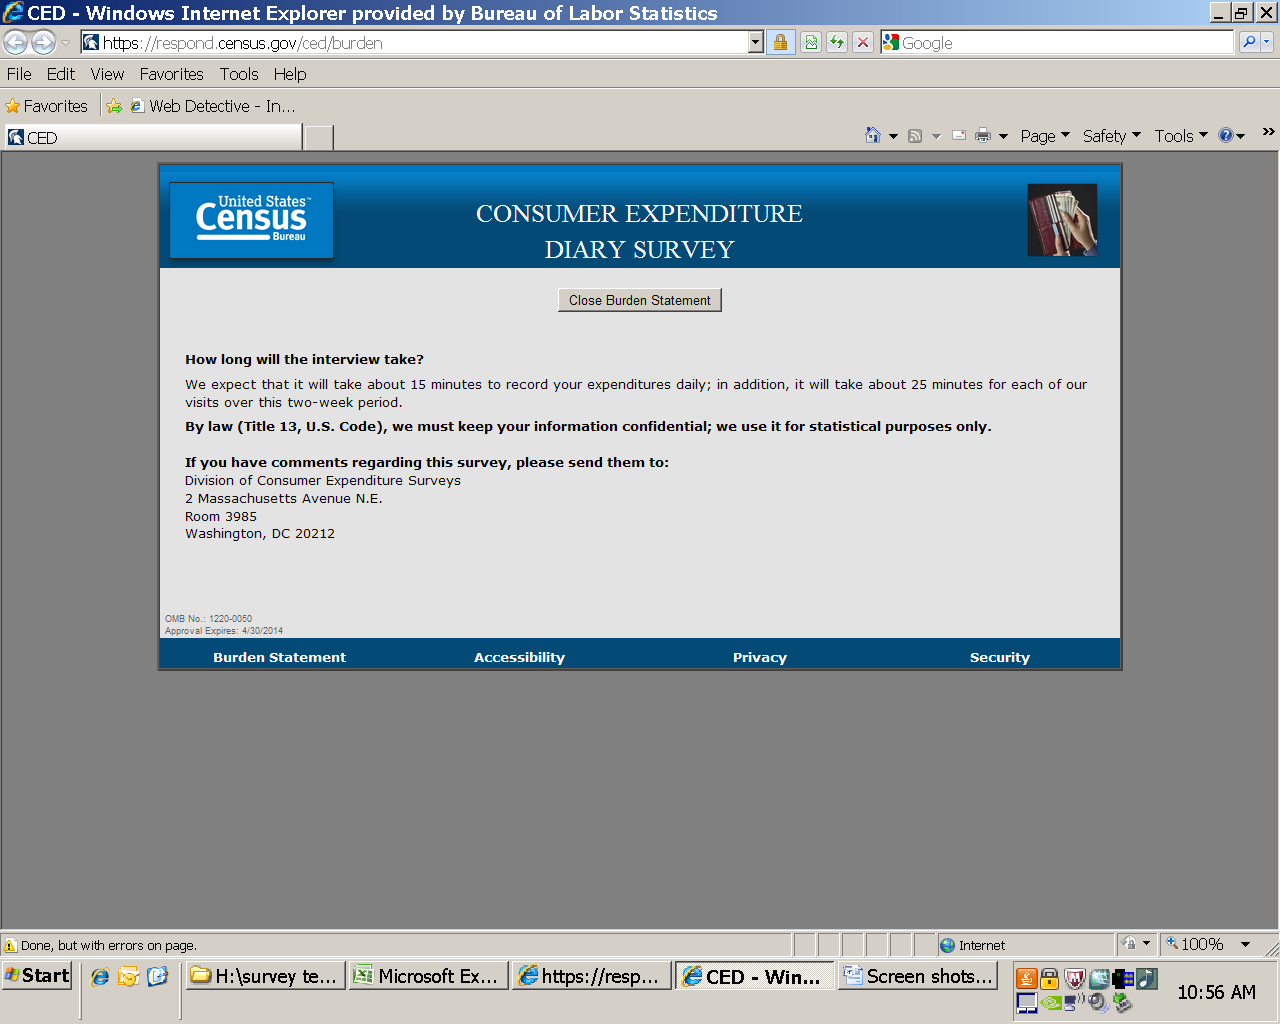 CED - Windows Internet Explorer provided by Bureau of Labor Statistics
https://respond.census.gov/ced/burden
Google
File Edit View Favorites Tools Help
Favorites Web Detective - In...
CED
Page Safety Tools
United States™
Census
Bureau
CONSUMER EXPENDITURE
DIARY SURVEY
Close Burden Statement
How long will the interview take?
We expect that it will take about 15 minutes to record your expenditures daily; in addition, it will take about 25 minutes for each of our
visits over this two-week period.
By law (Title 13, U.S. Code), we must keep your information confidential; we use it for statistical purposes only.
If you have comments regarding this survey, please send them to:
Division of Consumer Expenditure Surveys
2 Massachusetts Avenue N.E.
Room 3985
Washington, DC 20212
OMB No.: 1220-0050
Approval Expires: 4/30/2014
Burden Statement Accessibility Privacy Security
Done, but with errors on page.
Internet
100%
Start
H:\survey te...
Microsoft Ex...
https://resp...
CED - Win...
Screen shots...
10:56 AM